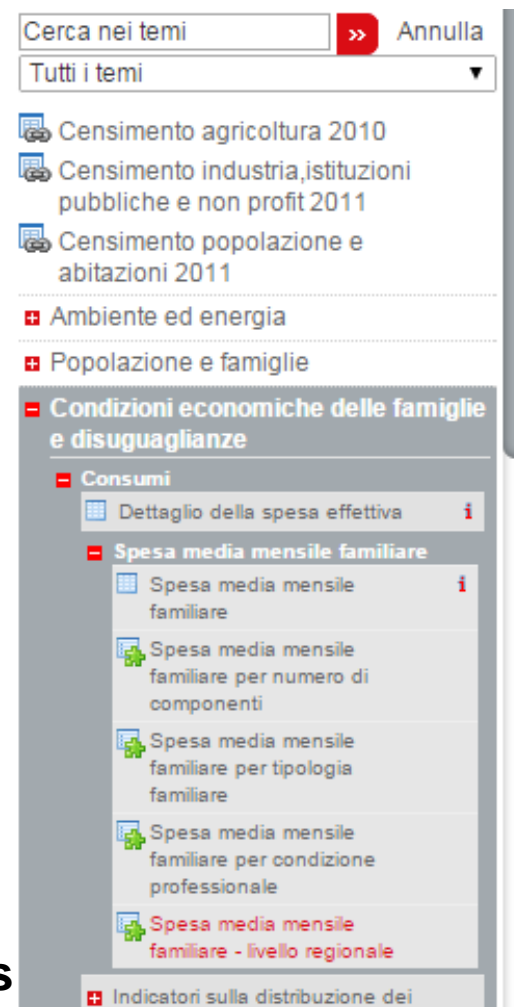 Cerca nei temi » Annulla
Tutti i temi
Censimento agricoltura 2010
Censimento industria,istituzioni
pubbliche e non profit 2011
Censimento popolazione e
abitazioni 2011
Ambiente ed energia
Popolazione e famiglie
Condizioni economiche delle famiglie
e disuguaglianze
Consumi
Dettaglio della spesa effettiva i
Spesa media mensile familiare
Spesa media mensile i
familiare
Spesa media mensile
familiare per numero di
componenti
Spesa media mensile
familiare per tipologia
familiare
Spesa media mensile
familiare per condizione
professionale
Spesa media mensile
familiare - livello regionale
s
Indicatori sulla distribuzione dei